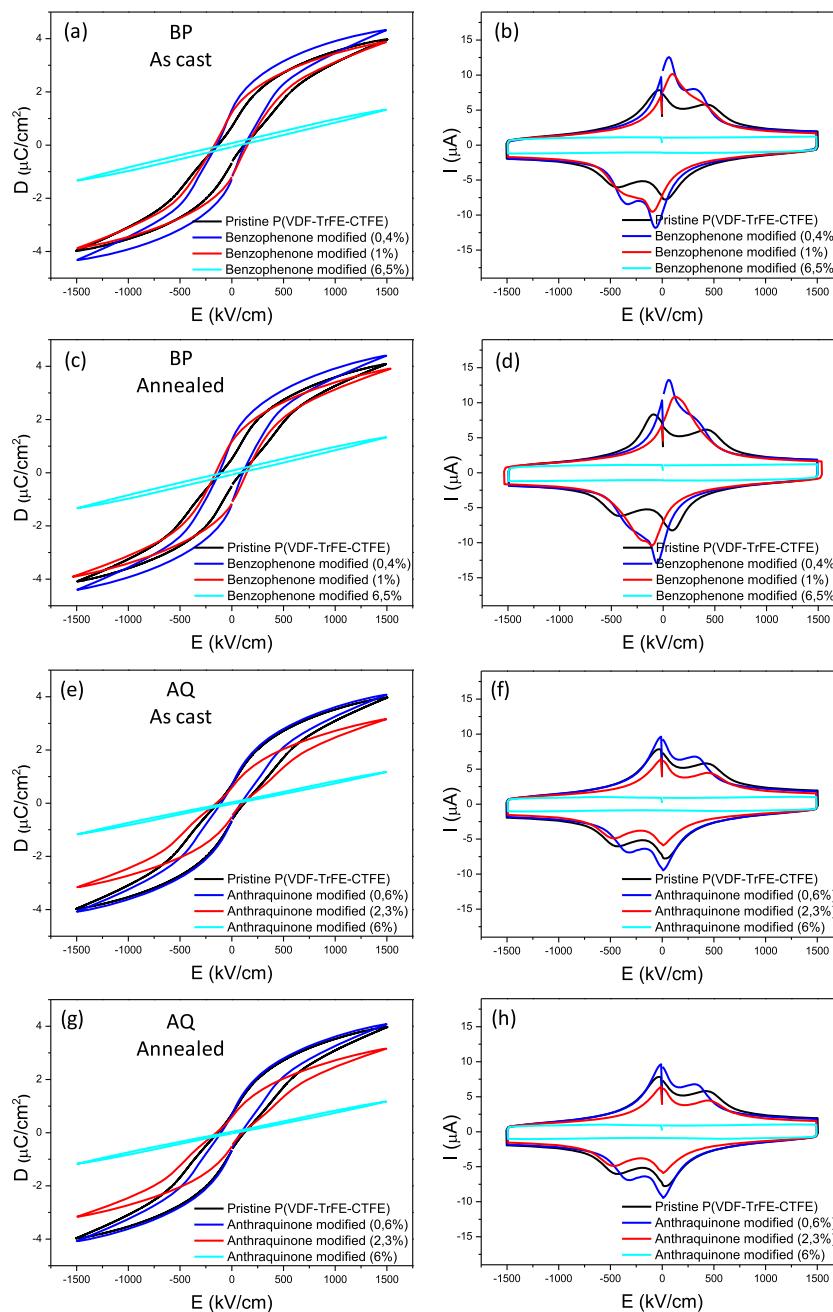 (a)
BP
As cast
4
2
0
-2
-4
D (μC/cm²)
Pristine P(VDF-TrFE-CTFE)
Benzophenone modified (0,4%)
Benzophenone modified (1%)
Benzophenone modified (6,5%)
-1500 -1000 -500 0 500 1000 1500
E (kV/cm)
(b)
15
10
5
0
-5
-10
-15
I (μA)
Pristine P(VDF-TrFE-CTFE)
Benzophenone modified (0,4%
Benzophenone modified (1%)
Benzophenone modified (6,5%
-1500 -1000 -500 0 500 1000 1500
E (kV/cm)
(c)
BP
Annealed
4
2
0
-2
-4
D (μC/cm²)
Pristine P(VDF-TrFE-CTFE)
Benzophenone modified (0,4%)
Benzophenone modified (1%)
Benzophenone modified 6,5%
-1500 -1000 -500 0 500 1000 1500
E (kV/cm)
(d)
15
10
5
0
-5
-10
-15
I (μA)
Pristine P(VDF-TrFE-CTFE)
Benzophenone modified (0,4%
Benzophenone modified (1%)
Benzophenone modified (6,5%
-1500 -1000 -500 0 500 1000 1500
E (kV/cm)
(e)
AQ
As cast
4
2
0
-2
-4
D (μC/cm²)
Pristine P(VDF-TrFE-CTFE)
Anthraquinone modified (0,6%)
Anthraquinone modified (2,3%)
Anthraquinone modified (6%)
-1500 -1000 -500 0 500 1000 1500
E (kV/cm)
(f)
15
10
5
0
-5
-10
-15
I (μA)
Pristine P(VDF-TrFE-CTFE)
Anthraquinone modified (0,6%)
Anthraquinone modified (2,3%)
Anthraquinone modified (6%)
-1500 -1000 -500 0 500 1000 1500
E (kV/cm)
(g)
AQ
Annealed
4
2
0
-2
-4
D (μC/cm²)
Pristine P(VDF-TrFE-CTFE)
Anthraquinone modified (0,6%)
Anthraquinone modified (2,3%)
Anthraquinone modified (6%)
-1500 -1000 -500 0 500 1000 1500
E (kV/cm)
(h)
15
10
5
0
-5
-10
-15
I (μA)
Pristine P(VDF-TrFE-CTFE)
Anthraquinone modified (0,6%)
Anthraquinone modified (2,3%)
Anthraquinone modified (6%)
-1500 -1000 -500 0 500 1000 1500
E (kV/cm)